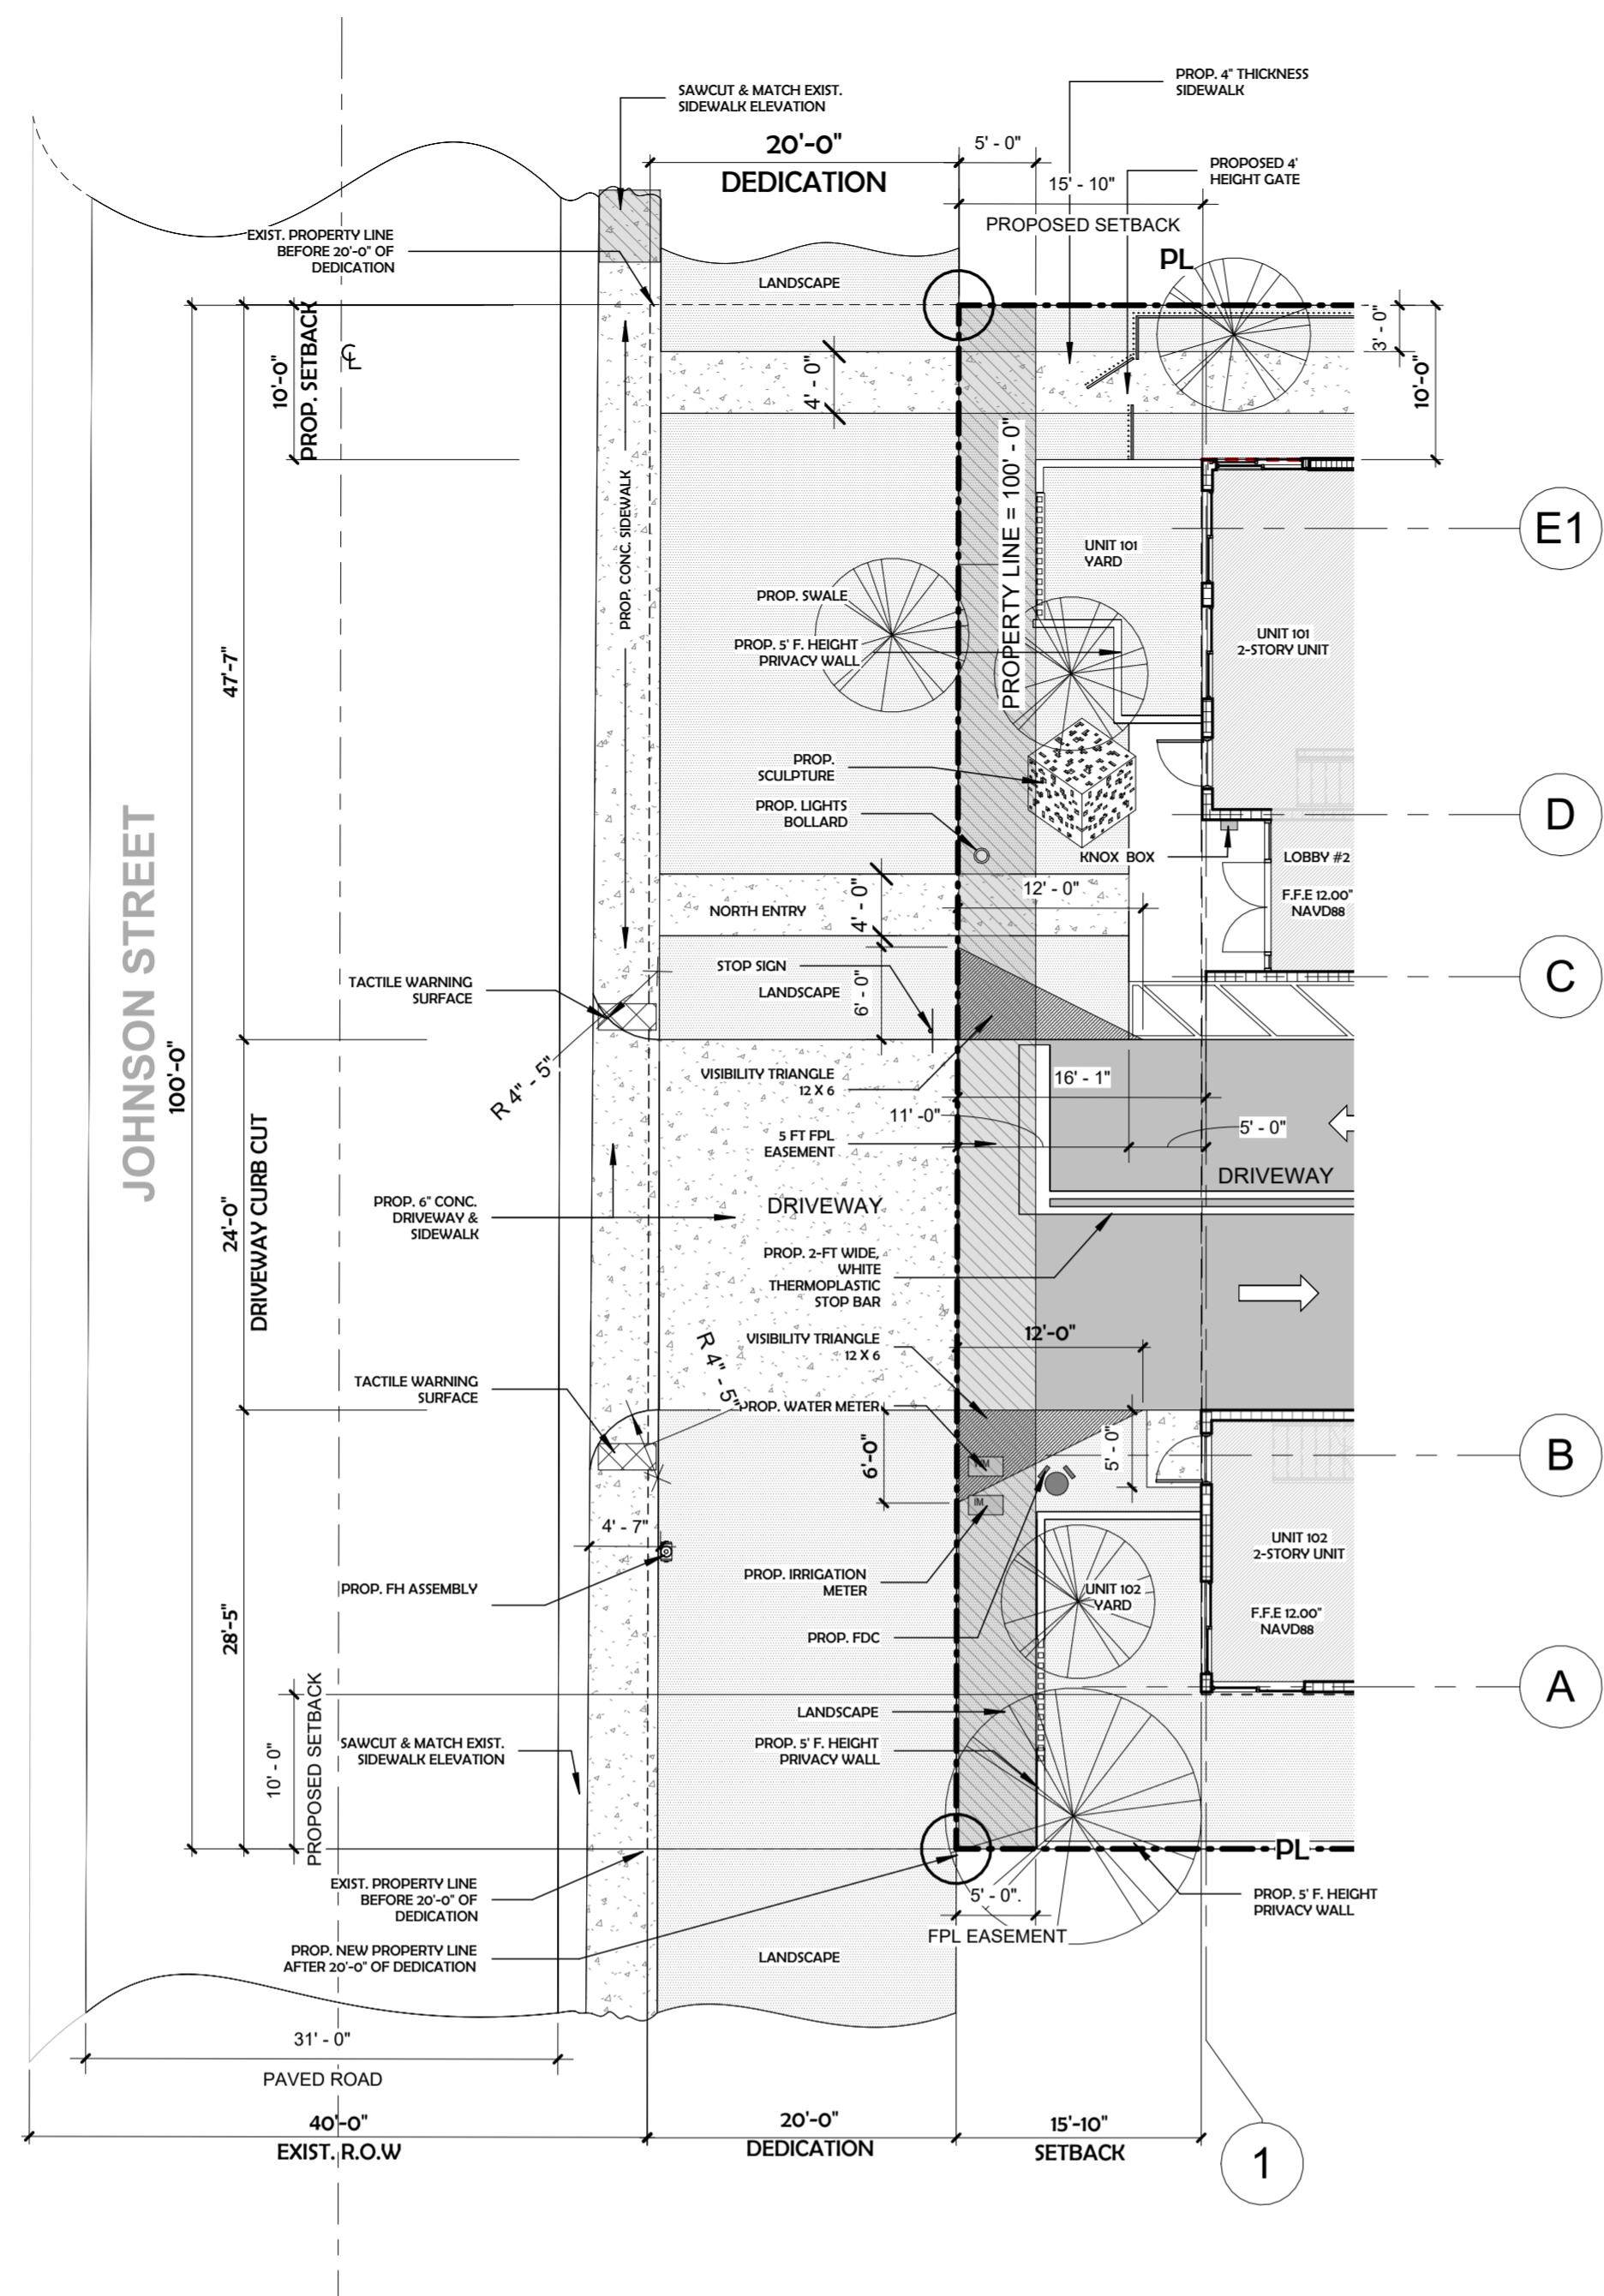 SAWCUT & MATCH EXIST.
SIDEWALK ELEVATION
PROP. 4" THICKNESS
SIDEWALK
20'-0"
DEDICATION
5' - 0"
PROPOSED 4'
HEIGHT GATE
15' - 10"
PROPOSED SETBACK
EXIST. PROPERTY LINE
BEFORE 20'-0" OF
DEDICATION
PL
LANDSCAPE
10'-0"
PROP. SETBACK
CL
4' - 0"
3' - 0"
10'-0"
PROP. CONC. SIDEWALK
PROPERTY LINE = 100' - 0"
E1
UNIT 101
YARD
PROP. SWALE
UNIT 101
2-STORY UNIT
PROP. 5' F. HEIGHT
PRIVACY WALL
47'-7"
PROP.
SCULPTURE
PROP. LIGHTS
BOLLARD
D
KNOX BOX
LOBBY #2
F.F.E 12.00"
NAVD88
12' - 0"
NORTH ENTRY
4' - 0"
STOP SIGN
LANDSCAPE
6' - 0"
C
TACTILE WARNING
SURFACE
R 4" - 5"
JOHNSON STREET
100'-0"
VISIBILITY TRIANGLE
12 X 6
16' - 1"
11' -0"
5' - 0"
5 FT FPL
EASEMENT
DRIVEWAY
24'-0"
DRIVEWAY CURB CUT
PROP. 6" CONC.
DRIVEWAY &
SIDEWALK
DRIVEWAY
PROP. 2-FT WIDE,
WHITE
THERMOPLASTIC
STOP BAR
VISIBILITY TRIANGLE
12 X 6
12'-0"
R 4" - 5"
TACTILE WARNING
SURFACE
PROP. WATER METER
6'-0"
5' - 0"
B
WM
IM
4' - 7"
UNIT 102
2-STORY UNIT
PROP. FH ASSEMBLY
PROP. IRRIGATION
METER
UNIT 102
YARD
F.F.E 12.00"
NAVD88
28'-5"
PROP. FDC
A
LANDSCAPE
PROP. 5' F. HEIGHT
PRIVACY WALL
10' - 0"
PROPOSED SETBACK
SAWCUT & MATCH EXIST.
SIDEWALK ELEVATION
PL
EXIST. PROPERTY LINE
BEFORE 20'-0" OF
DEDICATION
5' - 0".
FPL EASEMENT
PROP. 5' F. HEIGHT
PRIVACY WALL
PROP. NEW PROPERTY LINE
AFTER 20'-0" OF DEDICATION
LANDSCAPE
31' - 0"
PAVED ROAD
40'-0"
EXIST. R.O.W
20'-0"
DEDICATION
15'-10"
SETBACK
1